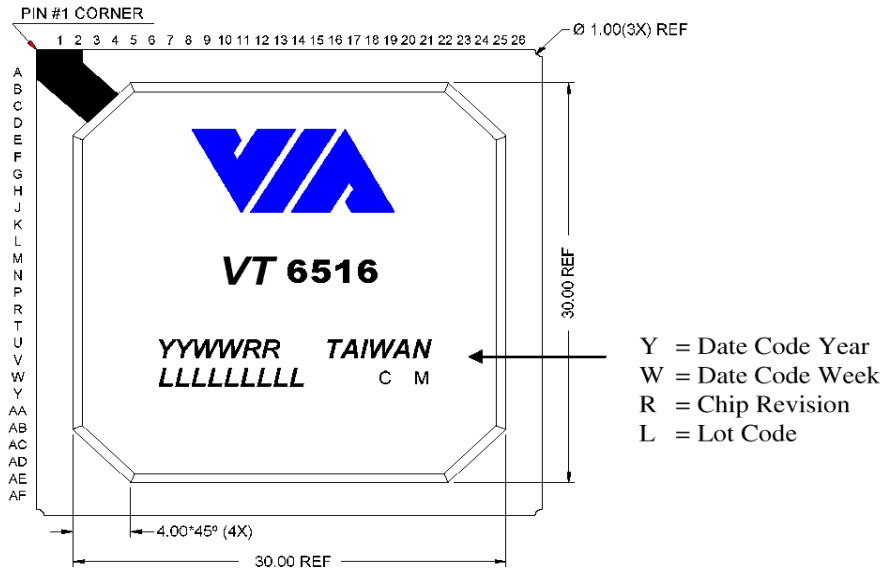 PIN #1 CORNER
1 2 3 4 5 6 7 8 9 10 11 12 13 14 15 16 17 18 19 20 21 22 23 24 25 26
Ø 1.00(3X) REF
A
B
C
D
E
F
G
H
J
K
L
M
N
P
R
T
U
V
W
Y
AA
AB
AC
AD
AE
AF
VIA
VT 6516
30.00 REF
YYWWRR TAIWAN
LLLLLLLLL C M
Y = Date Code Year
W = Date Code Week
R = Chip Revision
L = Lot Code
4.00*45º (4X)
30.00 REF